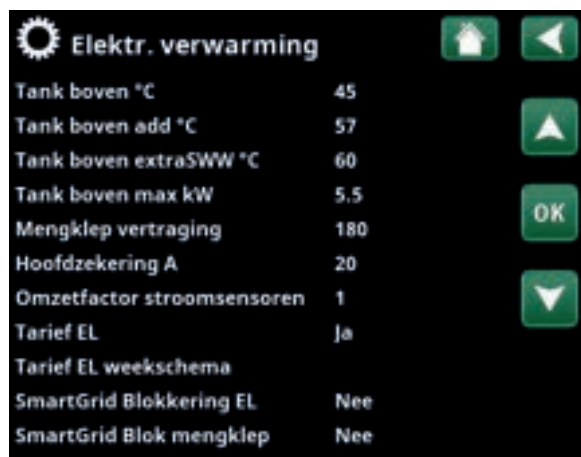 Elektr. verwarming
Tank boven °C 45
Tank boven add °C 57
Tank boven extraSWW °C 60
Tank boven max kW 5.5
Mengklep vertraging 180
Hoofdzekering A 20
OK
Omzetfactor stroomsensoren 1
Tarief EL Ja
Tarief EL weekschema
SmartGrid Blokkering EL Nee
SmartGrid Blok mengklep Nee